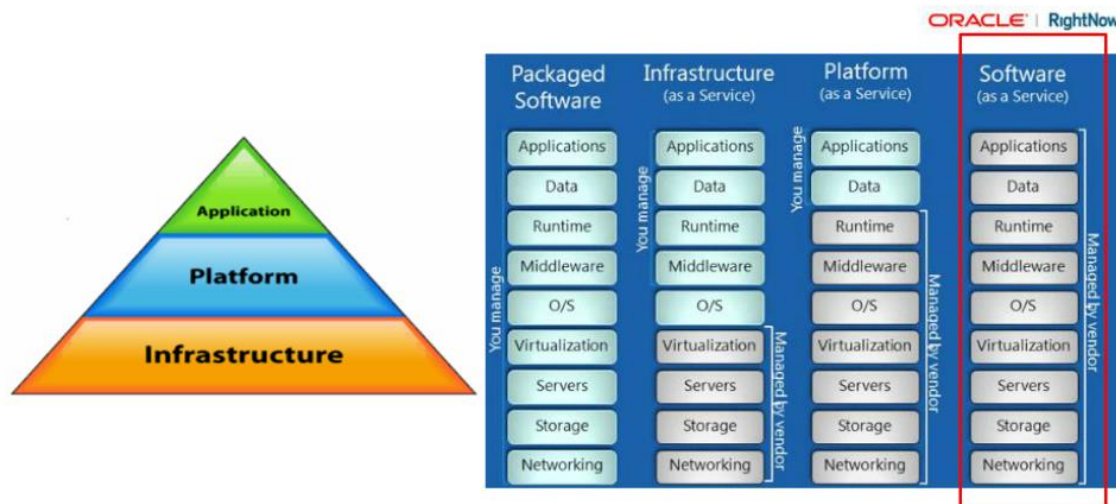 ORACLE | RightNow
Application
Platform
Infrastructure
Packaged
Software
You manage
Applications
Data
Runtime
Middleware
O/S
Virtualization
Servers
Storage
Networking
Infrastructure
(as a Service)
You manage
Applications
Data
Runtime
Middleware
O/S
Managed by vendor
Virtualization
Servers
Storage
Networking
Platform
(as a Service)
You manage
Applications
Data
Managed by vendor
Runtime
Middleware
O/S
Virtualization
Servers
Storage
Networking
Software
(as a Service)
Managed by vendor
Applications
Data
Runtime
Middleware
O/S
Virtualization
Servers
Storage
Networking